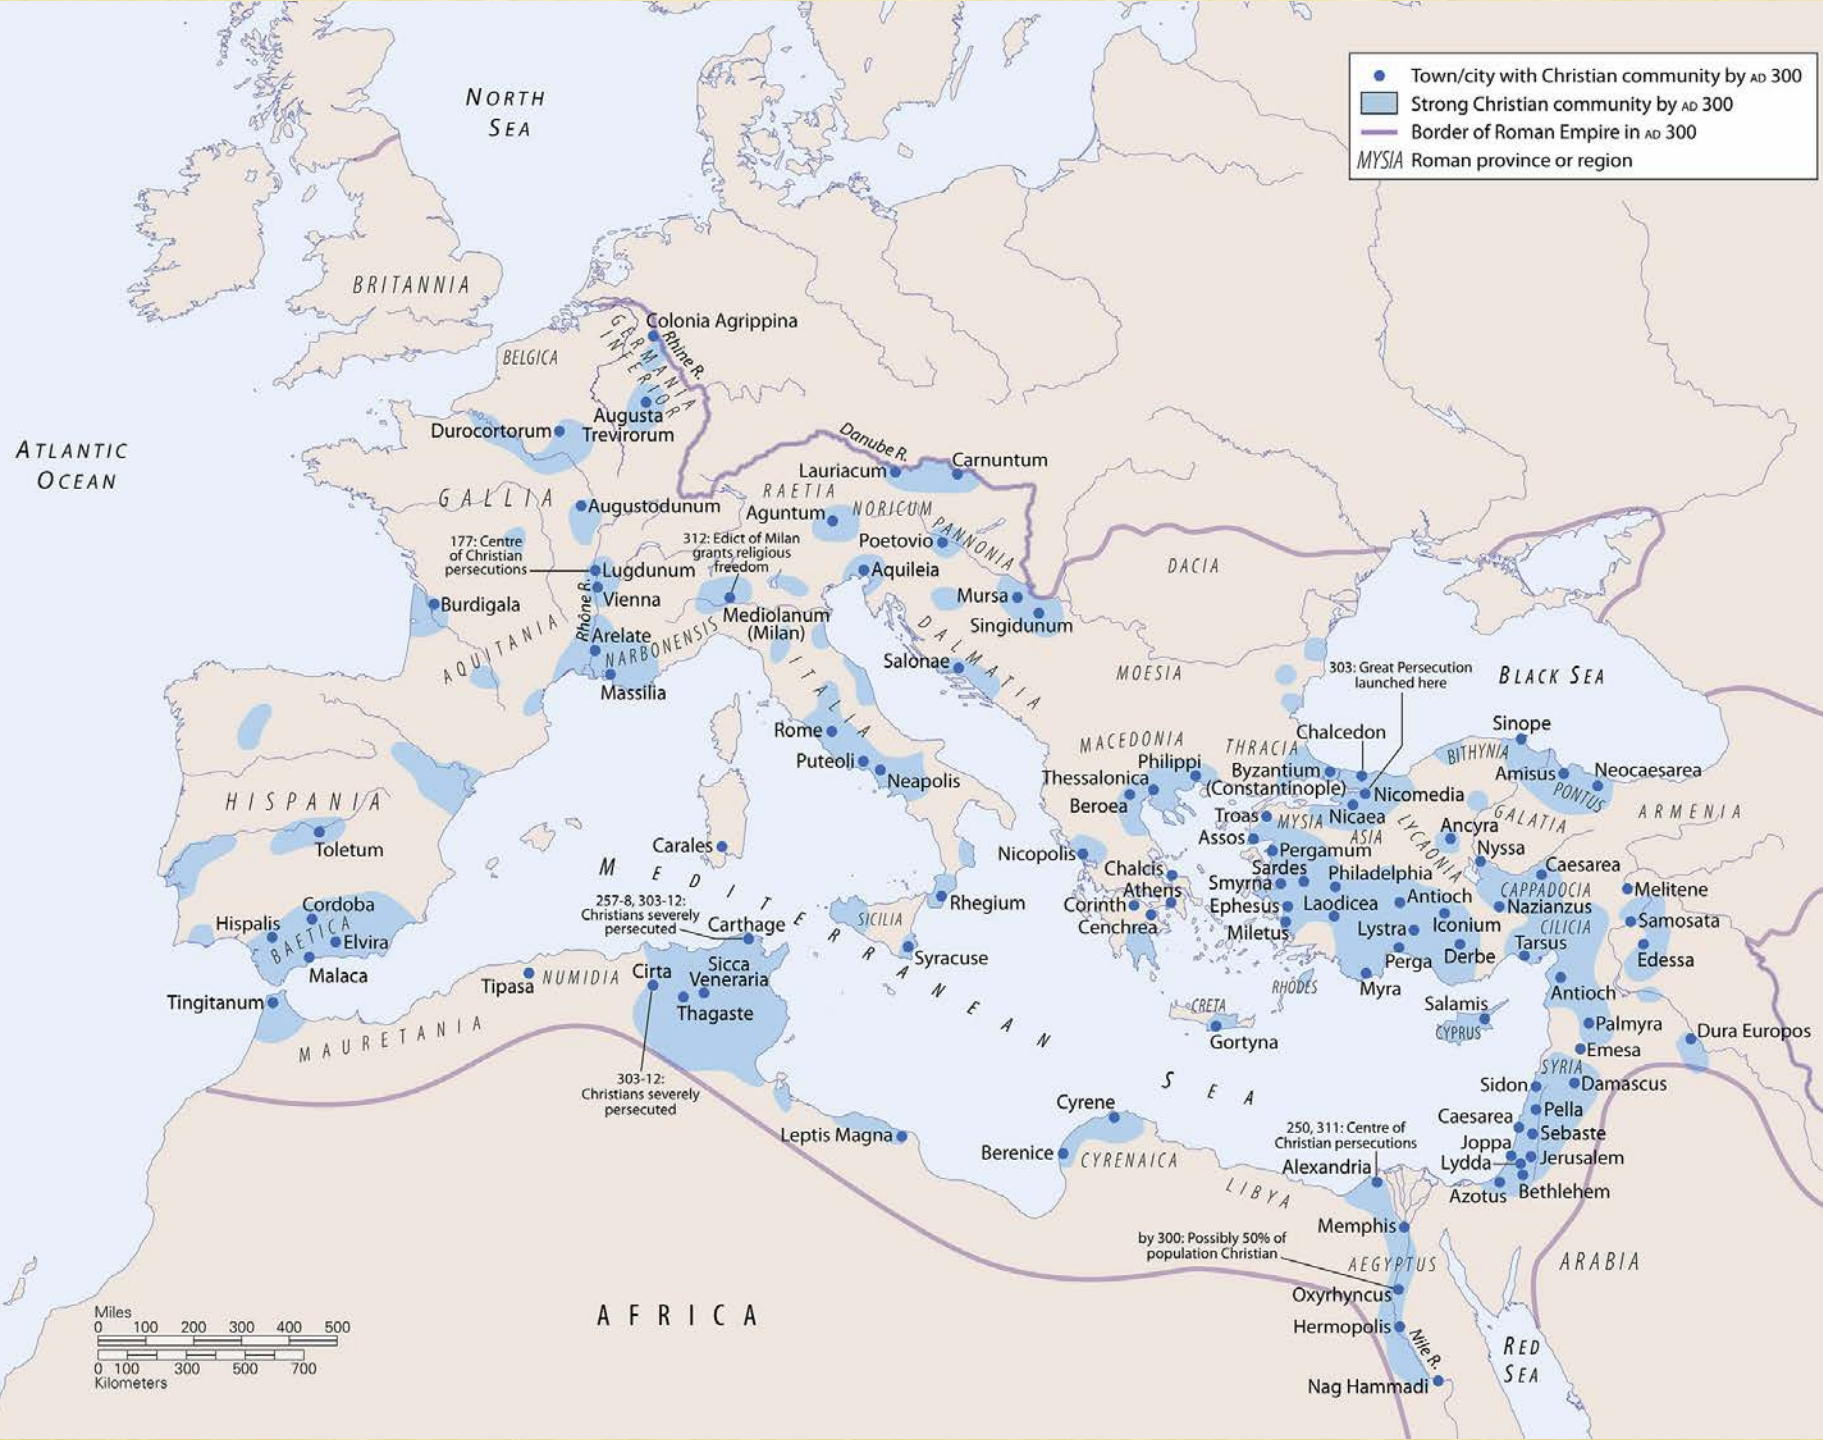 Town/city with Christian community by AD 300
Strong Christian community by AD 300
Border of Roman Empire in AD 300
MYSIA Roman province or region
NORTH
SEA
BRITANNIA
ATLANTIC
OCEAN
Colonia Agrippina
GERMANIA
INFERIOR
Rhine R.
BELGICA
Augusta
Trevirorum
Durocortorum
Danube R.
Lauriacum
Carnuntum
RAETIA
NORICUM
PANNONIA
GALLIA
Augustodunum
Aguntum
Poetovio
177: Centre
of Christian
persecutions
312: Edict of Milan
grants religious
freedom
Lugdunum
Vienna
Rhône R.
Aquileia
DACIA
Mursa
Singidunum
Burdigala
Mediolanum
(Milan)
Arelate
AQUITANIA
NARBONENSIS
Massilia
DALMATIA
Salonae
MOESIA
ITALIA
303: Great Persecution
launched here
BLACK SEA
Rome
Puteoli
Neapolis
MACEDONIA
THRACIA
Chalcedon
Sinope
BITHYNIA
Philippi
Thessalonica
Beroea
Byzantium
(Constantinople)
Nicomedia
Nicaea
Amisus
Neocaesarea
PONTUS
HISPANIA
Toletum
Troas
MYSIA
ASIA
LYCAONIA
GALATIA
ARMENIA
Assos
Pergamum
Ancyra
Nyssa
Carales
MEDITERRANEAN
SEA
Nicopolis
Chalcis
Athens
Corinth
Cenchrea
Sardes
Smyrna
Philadelphia
Ephesus
Laodicea
Miletus
Antioch
Iconium
Lystra
Derbe
Perga
Myra
Caesarea
CAPPADOCIA
Nazianzus
CILICIA
Tarsus
Melitene
Samosata
Edessa
257-8, 303-12:
Christians severely
persecuted
Carthage
SICILIA
Rhegium
Syracuse
Cordoba
Hispalis
BAETICA
Elvira
Malaca
Tingitanum
Tipasa
NUMIDIA
Cirta
Sicca
Veneraria
Thagaste
MAURETANIA
303-12:
Christians severely
persecuted
RHODES
CRETA
Gortyna
Salamis
CYPRUS
Antioch
Palmyra
Emesa
Dura Europos
SYRIA
Sidon
Damascus
Pella
Caesarea
Sebaste
Joppa
Jerusalem
Lydda
Azotus
Bethlehem
Leptis Magna
Cyrene
Berenice
CYRENAICA
250, 311: Centre of
Christian persecutions
Alexandria
LIBYA
Memphis
by 300: Possibly 50% of
population Christian
AEGYPTUS
ARABIA
Oxyrhyncus
Hermopolis
Nile R.
Nag Hammadi
RED
SEA
AFRICA
Miles
0 100 200 300 400 500
0 100 300 500 700
Kilometers